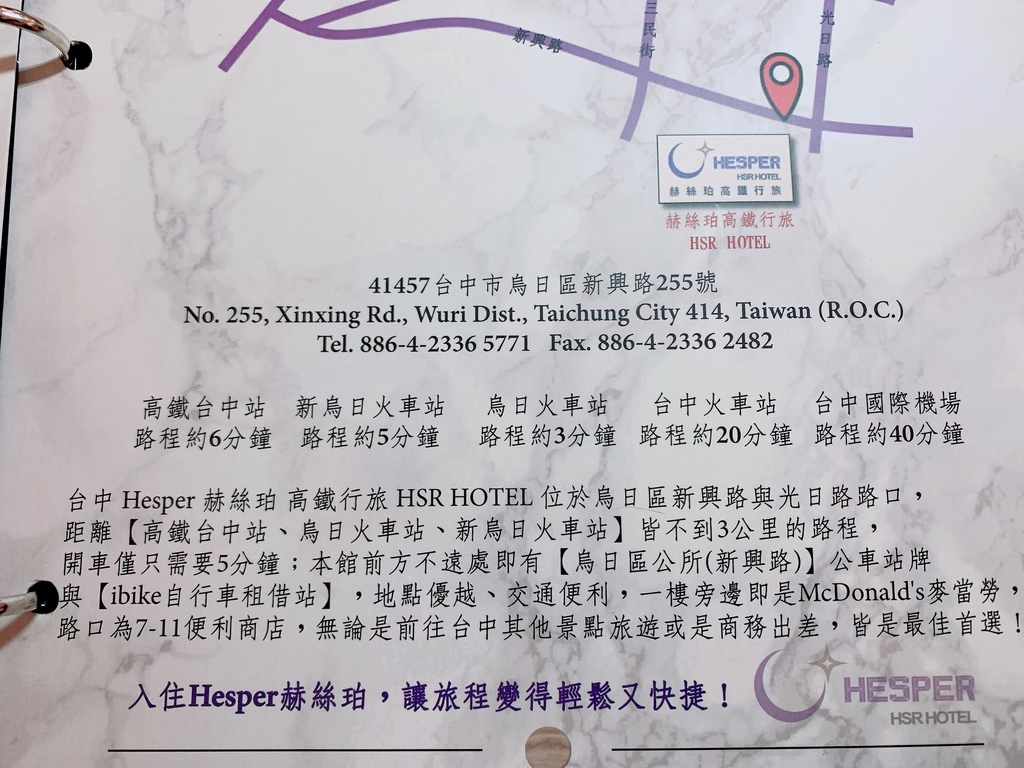 新興路
三民街
光日路
HESPER
HSR HOTEL
赫絲珀高鐵行旅
赫絲珀高鐵行旅
HSR HOTEL
41457台中市烏日區新興路255號
No. 255, Xinxing Rd., Wuri Dist., Taichung City 414, Taiwan (R.O.C.)
Tel. 886-4-2336 5771 Fax. 886-4-2336 2482
高鐵台中站 新烏日火車站 烏日火車站 台中火車站 台中國際機場
路程約6分鐘 路程約5分鐘 路程約3分鐘 路程約20分鐘 路程約40分鐘
台中 Hesper 赫絲珀 高鐵行旅 HSR HOTEL 位於烏日區新興路與光日路路口，
距離【高鐵台中站、烏日火車站、新烏日火車站】皆不到3公里的路程，
開車僅只需要5分鐘；本館前方不遠處即有【烏日區公所(新興路)】公車站牌
與【ibike自行車租借站】，地點優越、交通便利，一樓旁邊即是McDonald's麥當勞，
路口為7-11便利商店，無論是前往台中其他景點旅遊或是商務出差，皆是最佳首選！
入住Hesper赫絲珀，讓旅程變得輕鬆又快捷！
HESPER
HSR HOTEL